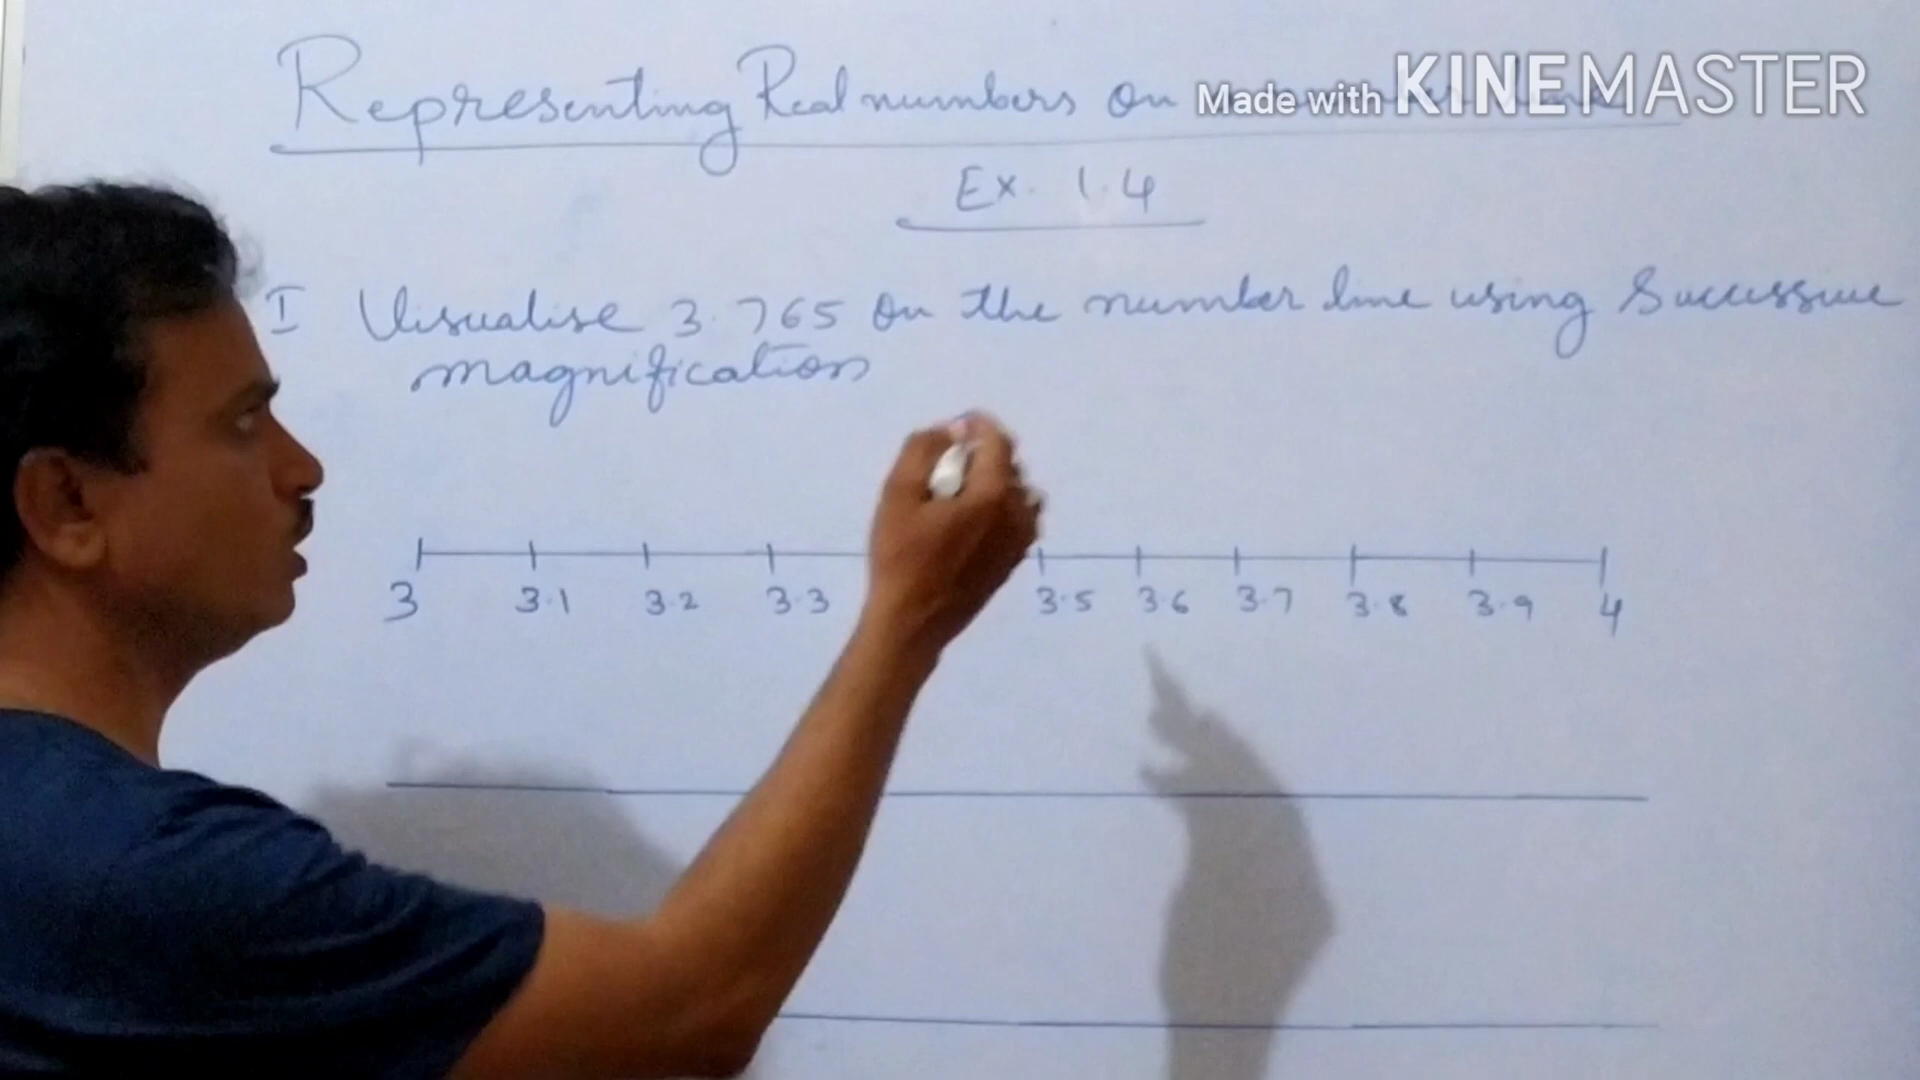 Representing Real numbers on
Made with KINEMASTER
Ex. 1.4
I Visualise 3.765 on the number line using Successive
magnification
3 3.1 3.2 3.3 3.5 3.6 3.7 3.8 3.9 4